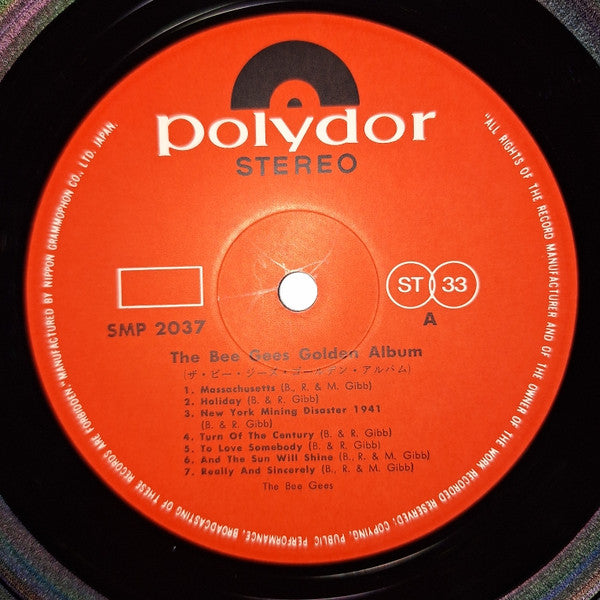 polydor
STEREO
ST 33
SMP 2037
A
The Bee Gees Golden Album
(ザ・ビー・ジーズ・ゴールデン・アルバム)
1. Massachusetts (B., R. & M. Gibb)
2. Holiday (B. & R. Gibb)
3. New York Mining Disaster 1941
(B. & R. Gibb)
4. Turn Of The Century (B. & R. Gibb)
5. To Love Somebody (B. & R. Gibb)
6. And The Sun Will Shine (B., R. & M. Gibb)
7. Really And Sincerely (B., R. & M. Gibb)
The Bee Gees
"ALL RIGHTS OF THE RECORD MANUFACTURER AND OF THE OWNER OF THE WORK RECORDED RESERVED; COPYING, PUBLIC PERFORMANCE, BROADCASTING OF THESE RECORDS ARE FORBIDDEN" MANUFACTURED BY NIPPON GRAMMOPHON CO., LTD. JAPAN.